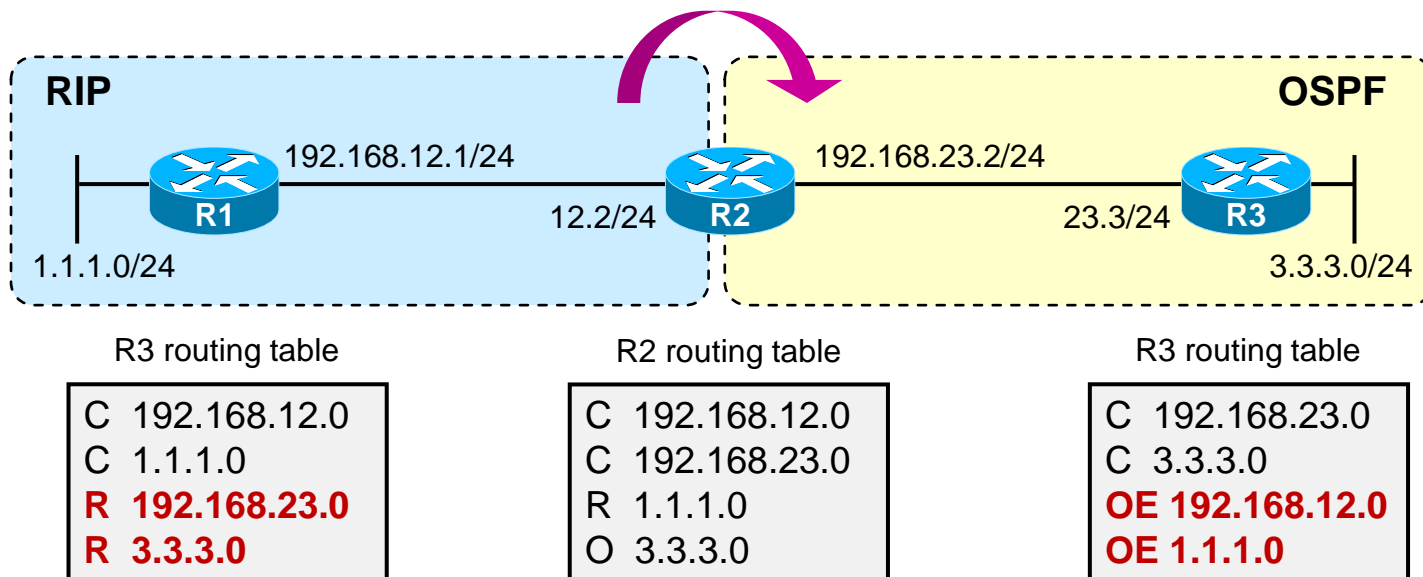 RIP
OSPF
192.168.12.1/24
192.168.23.2/24
R1
12.2/24
R2
23.3/24
R3
1.1.1.0/24
3.3.3.0/24
R3 routing table
C 192.168.12.0
C 1.1.1.0
R 192.168.23.0
R 3.3.3.0
R2 routing table
C 192.168.12.0
C 192.168.23.0
R 1.1.1.0
O 3.3.3.0
R3 routing table
C 192.168.23.0
C 3.3.3.0
OE 192.168.12.0
OE 1.1.1.0